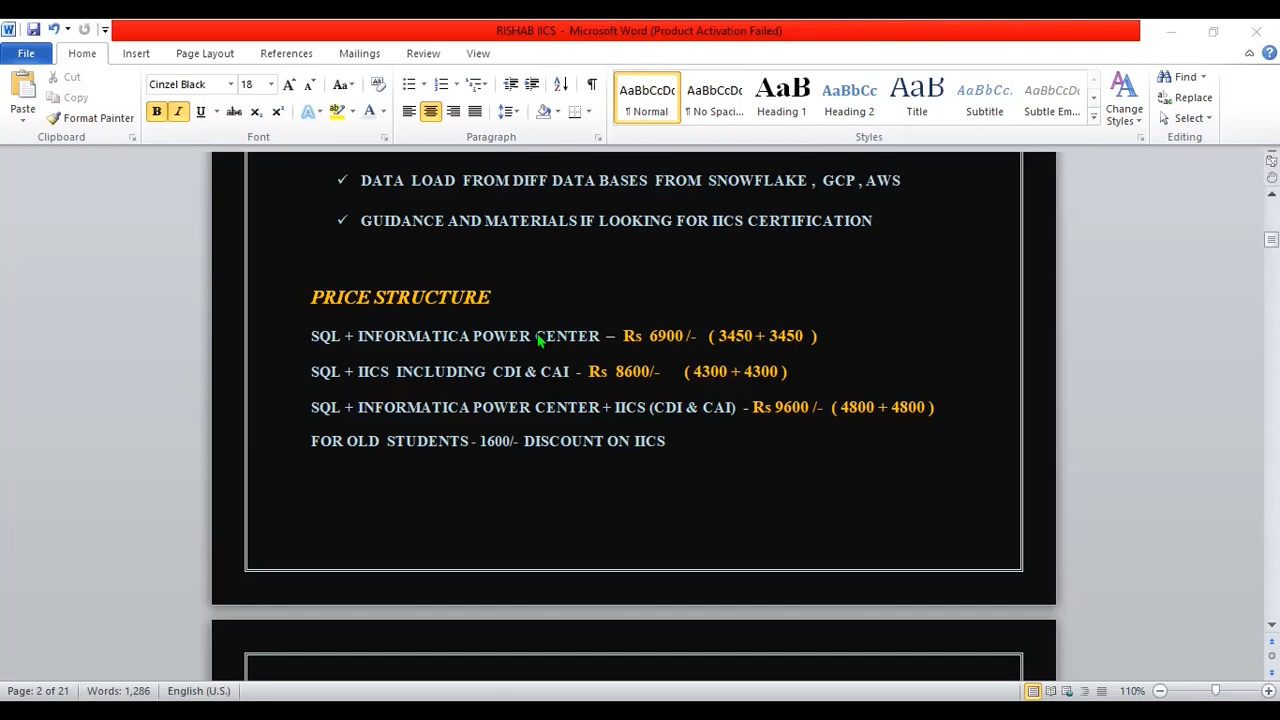 RISHAB IICS - Microsoft Word (Product Activation Failed)
File Home Insert Page Layout References Mailings Review View
Paste
Cut
Copy
Format Painter
Clipboard
Cinzel Black 18
Font
Paragraph
AaBbCcDc AaBbCcDc AaB AaBbCc AaB AaBbCc. AaBbCcDc
¶ Normal ¶ No Spaci... Heading 1 Heading 2 Title Subtitle Subtle Em...
Styles
Change Styles
Find
Replace
Select
Editing
✓ DATA LOAD FROM DIFF DATA BASES FROM SNOWFLAKE , GCP , AWS
✓ GUIDANCE AND MATERIALS IF LOOKING FOR IICS CERTIFICATION
PRICE STRUCTURE
SQL + INFORMATICA POWER CENTER – Rs 6900 /- ( 3450 + 3450 )
SQL + IICS INCLUDING CDI & CAI - Rs 8600/- ( 4300 + 4300 )
SQL + INFORMATICA POWER CENTER + IICS (CDI & CAI) - Rs 9600 /- ( 4800 + 4800 )
FOR OLD STUDENTS - 1600/- DISCOUNT ON IICS
Page: 2 of 21 Words: 1,286 English (U.S.) 110%